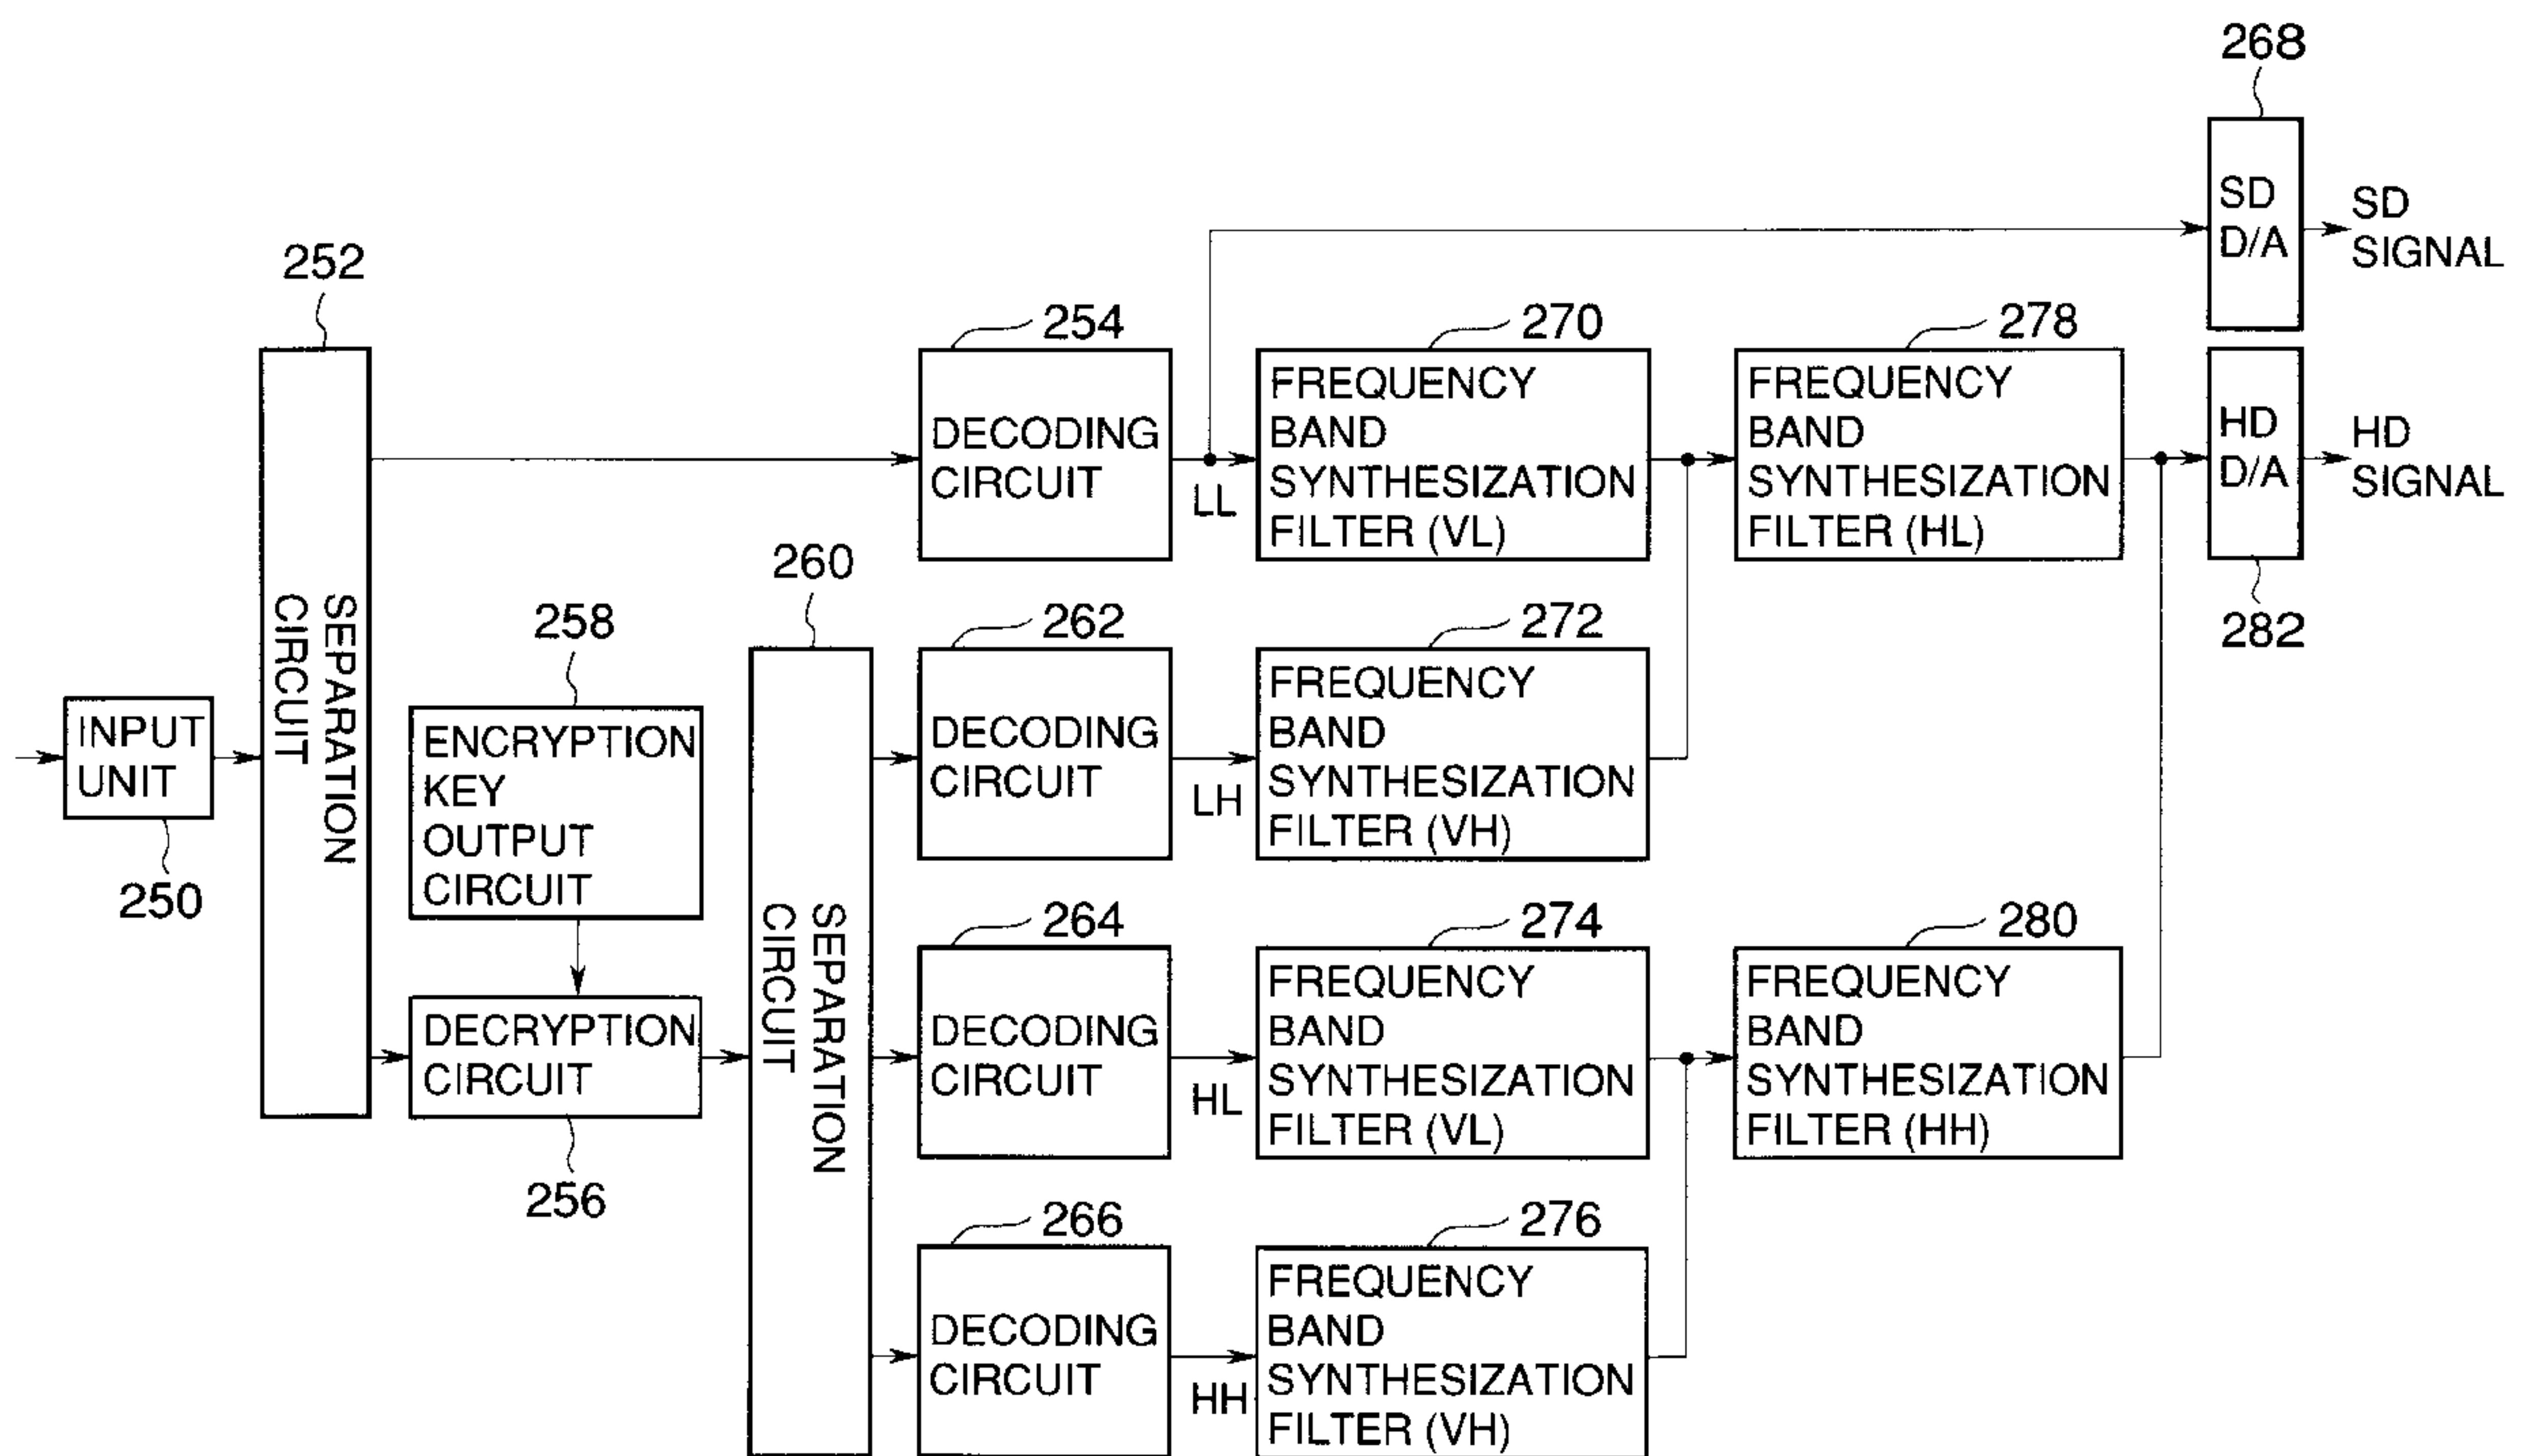 268
SD
D/A
SD
SIGNAL
252
254
270
278
DECODING
CIRCUIT
LL
FREQUENCY
BAND
SYNTHESIZATION
FILTER (VL)
FREQUENCY
BAND
SYNTHESIZATION
FILTER (HL)
HD
D/A
HD
SIGNAL
282
SEPARATION
CIRCUIT
INPUT
UNIT
250
258
ENCRYPTION
KEY
OUTPUT
CIRCUIT
DECRYPTION
CIRCUIT
256
260
SEPARATION
CIRCUIT
262
272
DECODING
CIRCUIT
LH
FREQUENCY
BAND
SYNTHESIZATION
FILTER (VH)
264
274
280
DECODING
CIRCUIT
HL
FREQUENCY
BAND
SYNTHESIZATION
FILTER (VL)
FREQUENCY
BAND
SYNTHESIZATION
FILTER (HH)
266
276
DECODING
CIRCUIT
HH
FREQUENCY
BAND
SYNTHESIZATION
FILTER (VH)